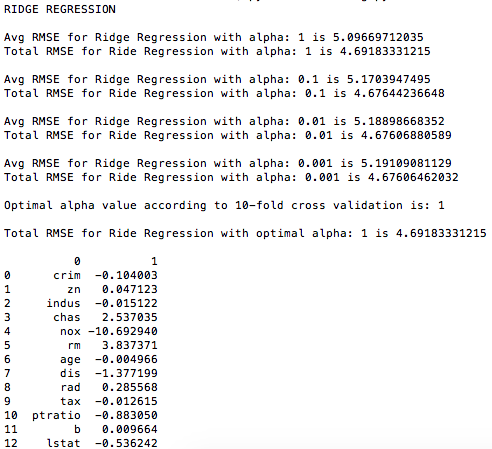 RIDGE REGRESSION
Avg RMSE for Ridge Regression with alpha: 1 is 5.09669712035
Total RMSE for Ridge Regression with alpha: 1 is 4.69183331215
Avg RMSE for Ridge Regression with alpha: 0.1 is 5.1703947495
Total RMSE for Ridge Regression with alpha: 0.1 is 4.67644236648
Avg RMSE for Ridge Regression with alpha: 0.01 is 5.18898668352
Total RMSE for Ridge Regression with alpha: 0.01 is 4.67606880589
Avg RMSE for Ridge Regression with alpha: 0.001 is 5.19109081129
Total RMSE for Ridge Regression with alpha: 0.001 is 4.67606462032
Optimal alpha value according to 10-fold cross validation is: 1
Total RMSE for Ride Regression with optimal alpha: 1 is 4.69183331215
0 1
0 crim -0.104003
1 zn 0.047123
2 indus -0.015122
3 chas 2.537035
4 nox -10.692940
5 rm 3.837371
6 age -0.004966
7 dis -1.377199
8 rad 0.285568
9 tax -0.012615
10 ptratio -0.883050
11 b 0.009664
12 lstat -0.536242